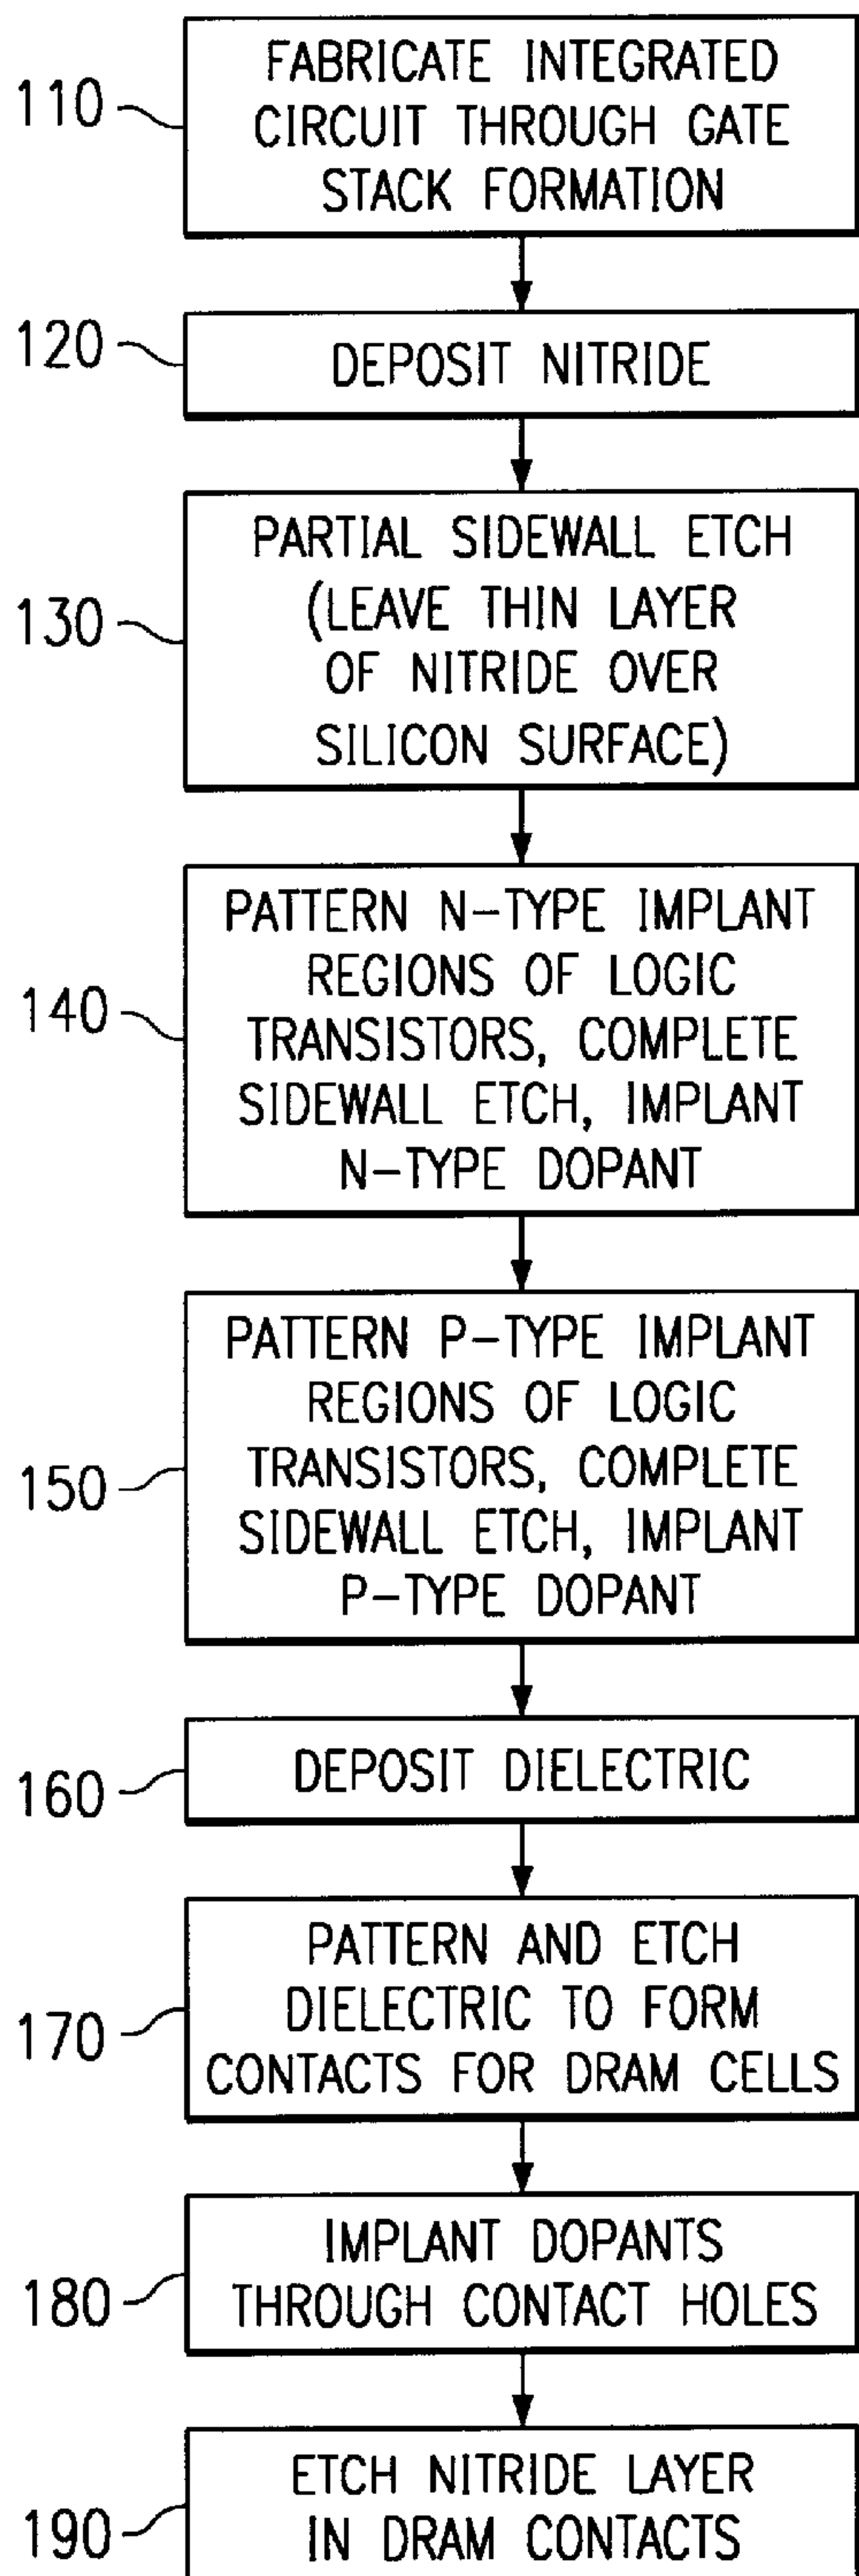 110
FABRICATE INTEGRATED
CIRCUIT THROUGH GATE
STACK FORMATION
120
DEPOSIT NITRIDE
130
PARTIAL SIDEWALL ETCH
(LEAVE THIN LAYER
OF NITRIDE OVER
SILICON SURFACE)
140
PATTERN N-TYPE IMPLANT
REGIONS OF LOGIC
TRANSISTORS, COMPLETE
SIDEWALL ETCH, IMPLANT
N-TYPE DOPANT
150
PATTERN P-TYPE IMPLANT
REGIONS OF LOGIC
TRANSISTORS, COMPLETE
SIDEWALL ETCH, IMPLANT
P-TYPE DOPANT
160
DEPOSIT DIELECTRIC
170
PATTERN AND ETCH
DIELECTRIC TO FORM
CONTACTS FOR DRAM CELLS
180
IMPLANT DOPANTS
THROUGH CONTACT HOLES
190
ETCH NITRIDE LAYER
IN DRAM CONTACTS